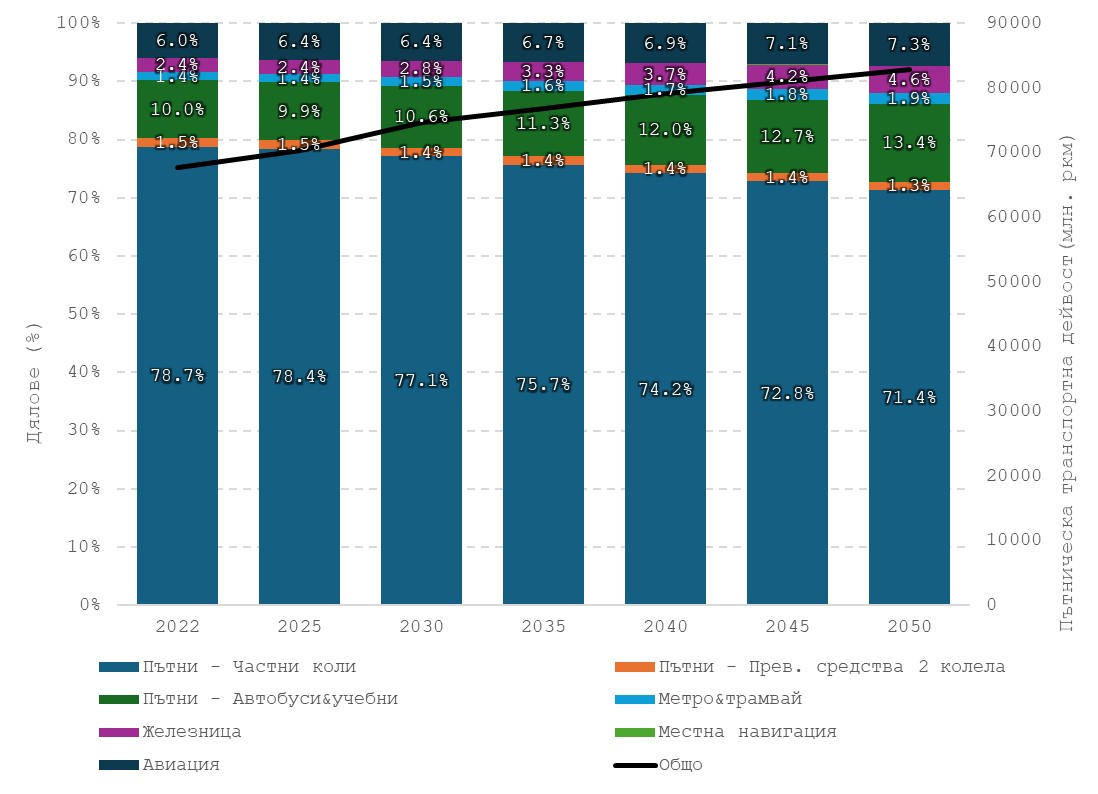 100%
90%
80%
70%
60%
50%
40%
30%
20%
10%
0%
Дялове (%)
90000
80000
70000
60000
50000
40000
30000
20000
10000
0
Пътническа транспортна дейвост(млн. ркм)
6.0% 6.4% 6.4% 6.7% 6.9% 7.1% 7.3%
2.4% 2.4% 2.8% 3.3% 3.7% 4.2% 4.6%
1.4% 1.4% 1.5% 1.6% 1.7% 1.8% 1.9%
10.0% 9.9% 10.6% 11.3% 12.0% 12.7% 13.4%
1.5% 1.5% 1.4% 1.4% 1.4% 1.4% 1.3%
78.7% 78.4% 77.1% 75.7% 74.2% 72.8% 71.4%
2022 2025 2030 2035 2040 2045 2050
Пътни - Частни коли
Пътни - Прев. средства 2 колела
Пътни - Автобуси&учебни
Метро&трамвай
Железница
Местна навигация
Авиация
Общо